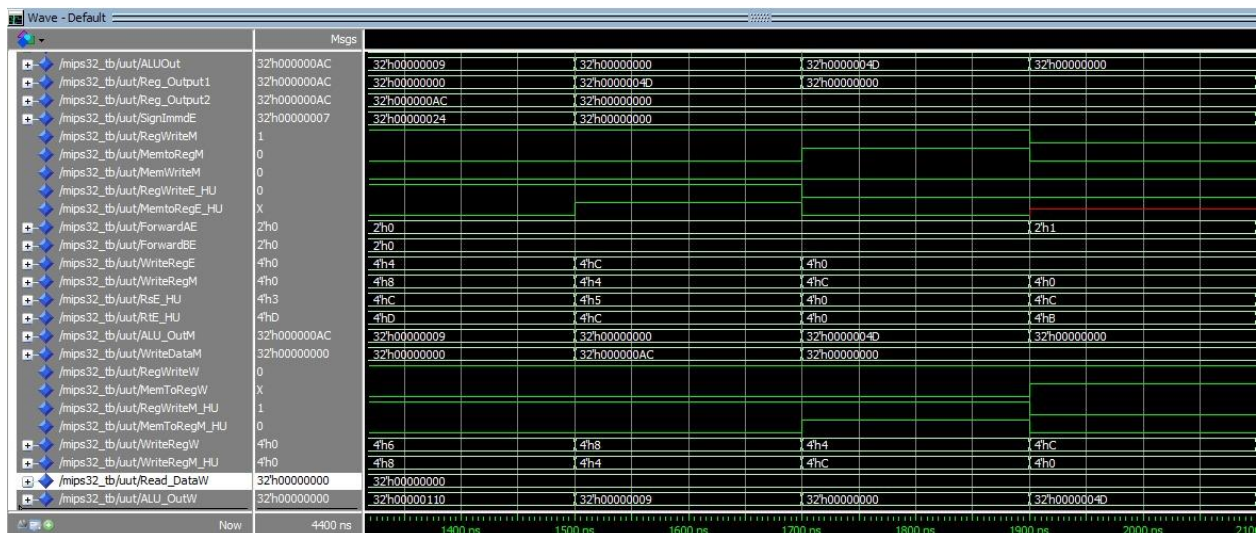 Wave - Default
Msgs
/mips32_tb/uut/ALUOut 32'h000000AC 32'h00000009 32'h00000000 32'h0000004D 32'h00000000
/mips32_tb/uut/Reg_Output1 32'h000000AC 32'h00000000 32'h0000004D 32'h00000000
/mips32_tb/uut/Reg_Output2 32'h000000AC 32'h000000AC 32'h00000000
/mips32_tb/uut/SignImmdE 32'h00000007 32'h00000024 32'h00000000
/mips32_tb/uut/RegWriteM 1
/mips32_tb/uut/MemtoRegM 0
/mips32_tb/uut/MemWriteM 0
/mips32_tb/uut/RegWriteE_HU 0
/mips32_tb/uut/MemtoRegE_HU X
/mips32_tb/uut/ForwardAE 2'h0 2'h0 2'h1
/mips32_tb/uut/ForwardBE 2'h0 2'h0
/mips32_tb/uut/WriteRegE 4'h0 4'h4 4'hC 4'h0
/mips32_tb/uut/WriteRegM 4'h0 4'h8 4'h4 4'hC 4'h0
/mips32_tb/uut/RsE_HU 4'h3 4'hC 4'h5 4'h0 4'hC
/mips32_tb/uut/RtE_HU 4'hD 4'hD 4'hC 4'h0 4'hB
/mips32_tb/uut/ALU_OutM 32'h000000AC 32'h00000009 32'h00000000 32'h0000004D 32'h00000000
/mips32_tb/uut/WriteDataM 32'h00000000 32'h00000000 32'h000000AC 32'h00000000
/mips32_tb/uut/RegWriteW 0
/mips32_tb/uut/MemToRegW X
/mips32_tb/uut/RegWriteM_HU 1
/mips32_tb/uut/MemToRegM_HU 0
/mips32_tb/uut/WriteRegW 4'h0 4'h6 4'h8 4'h4 4'hC
/mips32_tb/uut/WriteRegM_HU 4'h0 4'h8 4'h4 4'hC 4'h0
/mips32_tb/uut/Read_DataW 32'h00000000 32'h00000000
/mips32_tb/uut/ALU_OutW 32'h00000000 32'h00000110 32'h00000009 32'h00000000 32'h0000004D
Now 4400 ns 1400 ns 1500 ns 1600 ns 1700 ns 1800 ns 1900 ns 2000 ns 2100